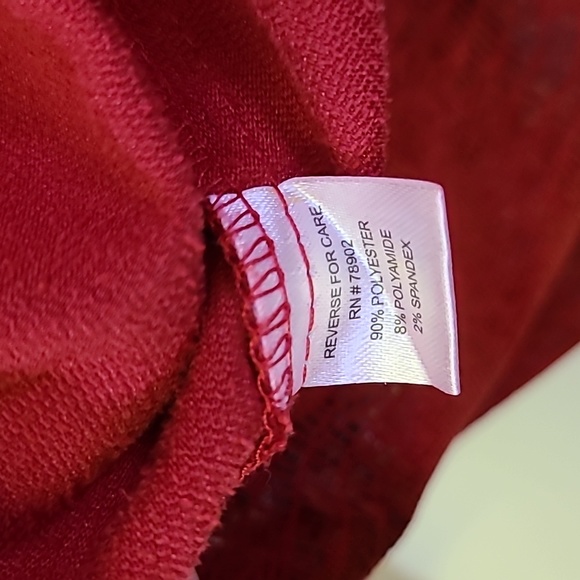 REVERSE FOR CARE
RN # 78902
90% POLYESTER
8% POLYAMIDE
2% SPANDEX